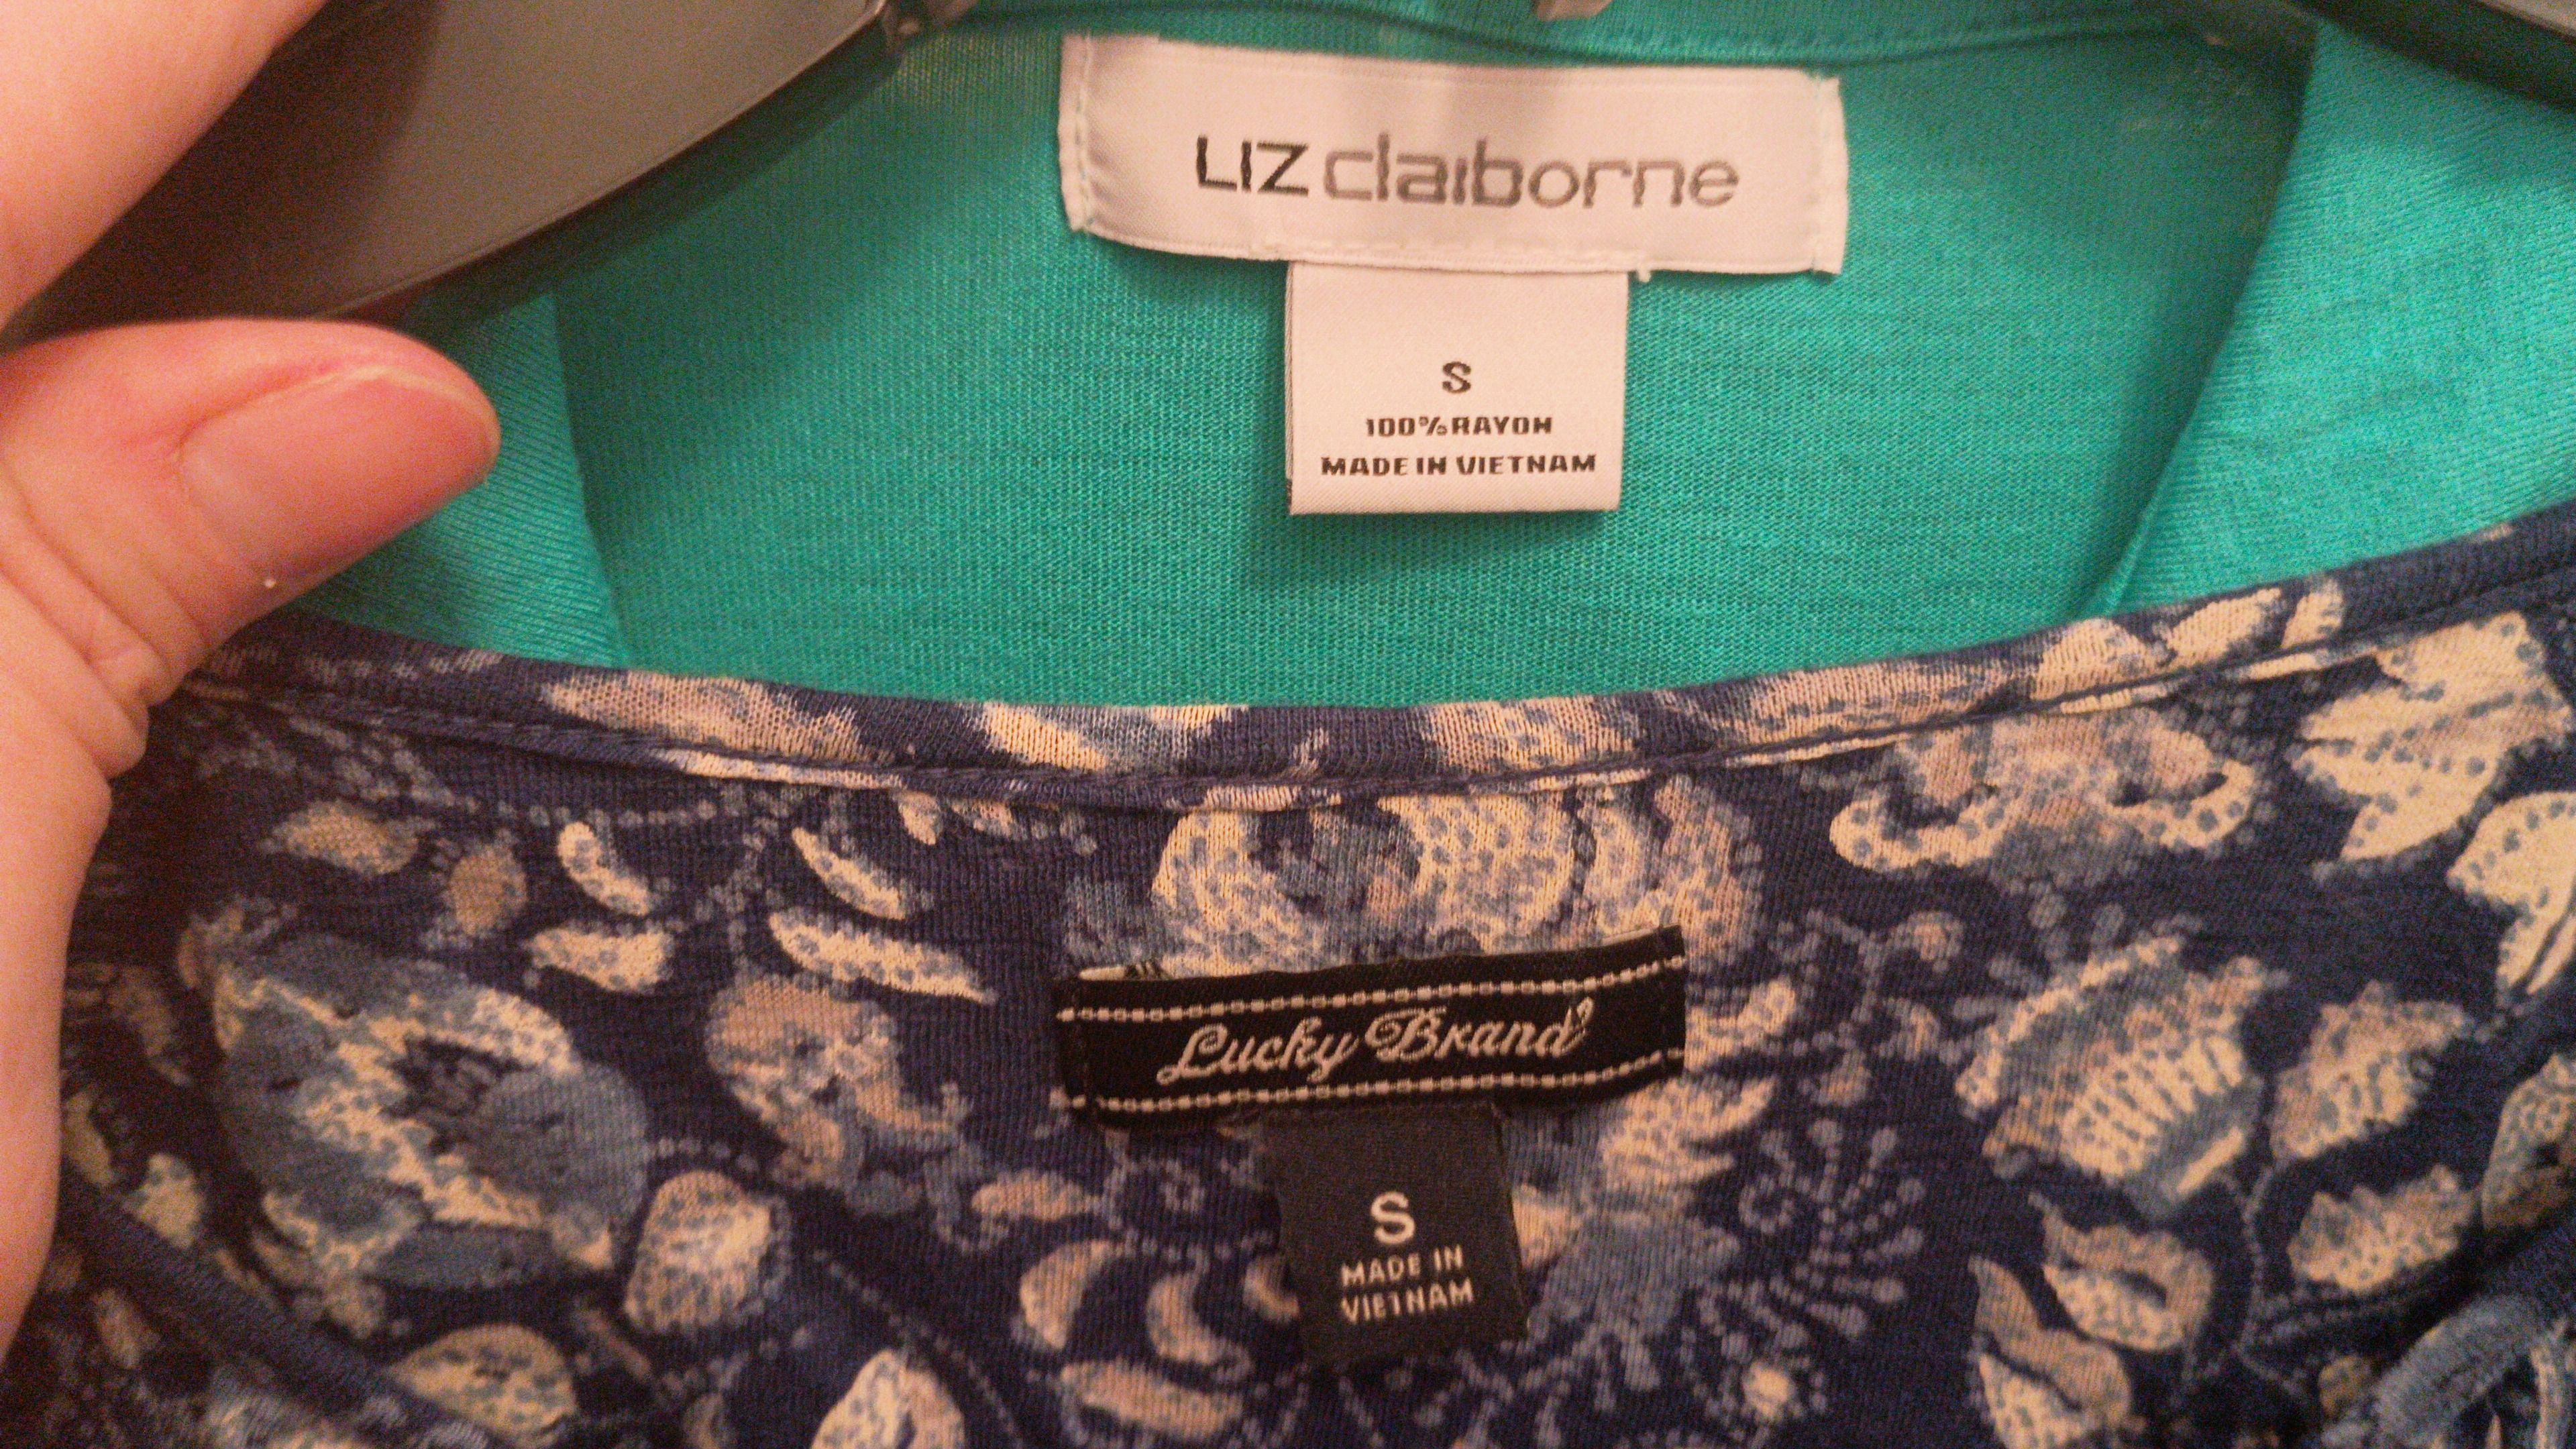 LIZ claiborne
S
100% RAYON
MADE IN VIETNAM
Lucky Brand
S
MADE IN
VIETNAM